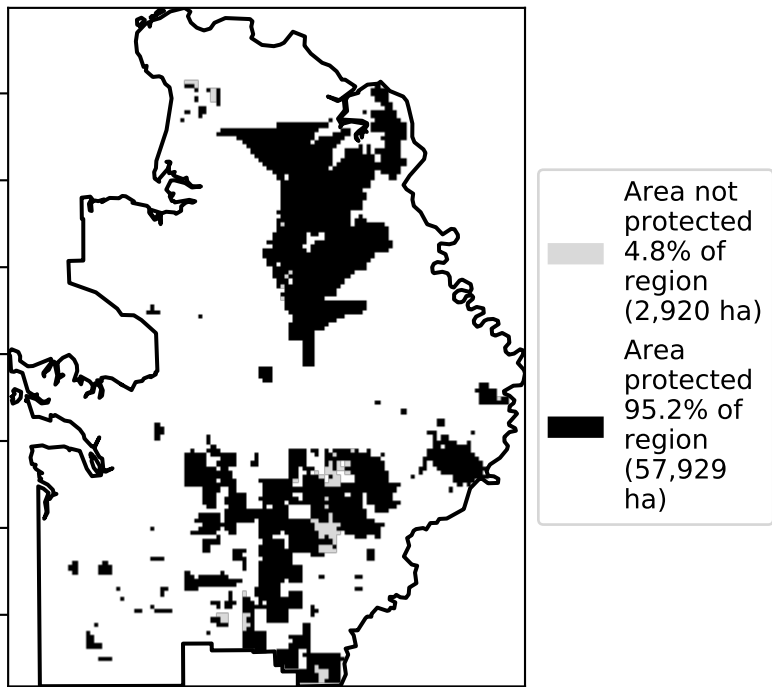 Area not
protected
4.8% of
region
(2,920 ha)
Area
protected
95.2% of
region
(57,929
ha)